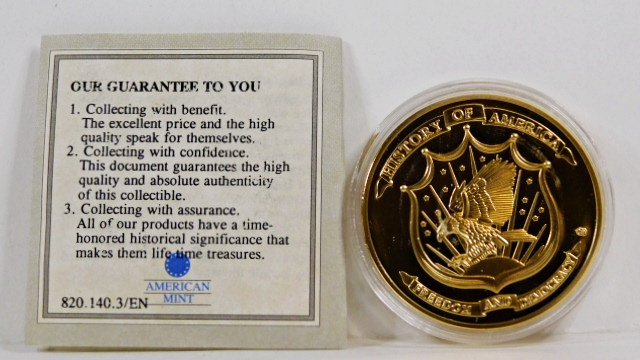 OUR GUARANTEE TO YOU
1. Collecting with benefit.
The excellent price and the high
quality speak for themselves.
2. Collecting with confidence.
This document guarantees the high
quality and absolute authenticity
of this collectible.
3. Collecting with assurance.
All of our products have a time-
honored historical significance that
makes them life time treasures.
AMERICAN
MINT
820.140.3/EN
HISTORY OF AMERICA
FREEDOM AND DEMOCRACY